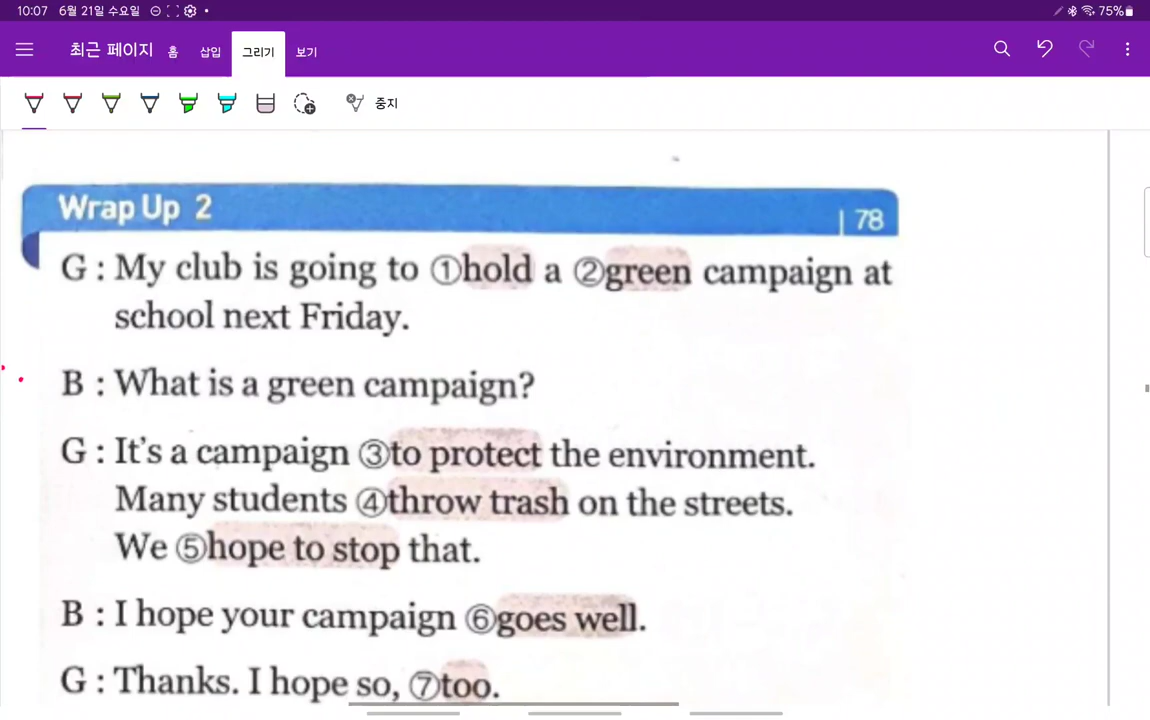 10:07 6월 21일 수요일 75%
최근 페이지 홈 삽입 그리기 보기
중지
Wrap Up 2 | 78
G : My club is going to ①hold a ②green campaign at
school next Friday.
B : What is a green campaign?
G : It's a campaign ③to protect the environment.
Many students ④throw trash on the streets.
We ⑤hope to stop that.
B : I hope your campaign ⑥goes well.
G : Thanks. I hope so, ⑦too.